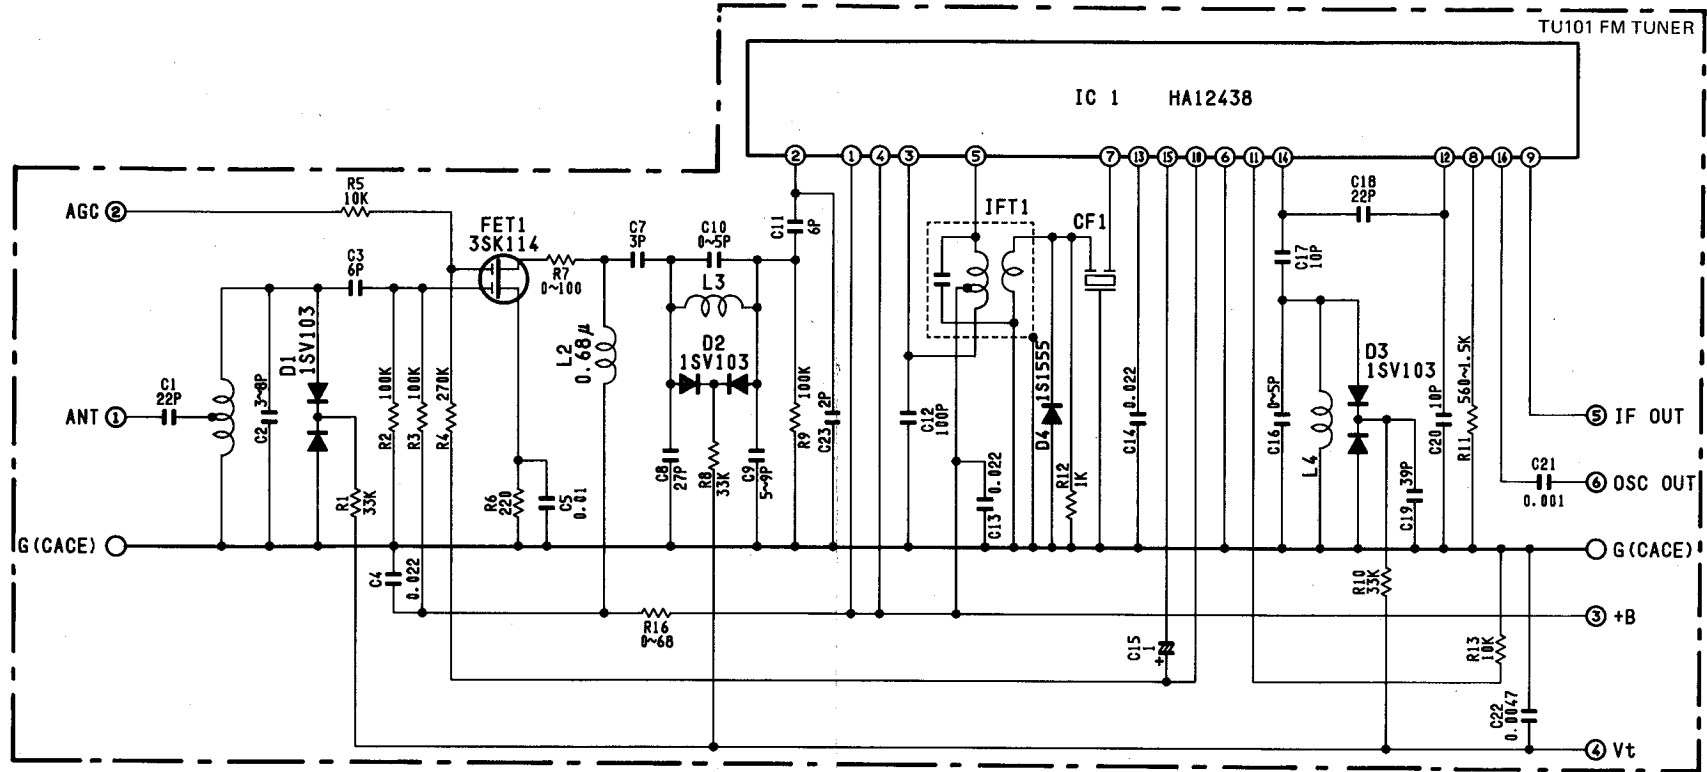 TU101 FM TUNER
IC 1 HA12438
2 1 4 3 5 7 13 15 10 6 11 14 12 8 16 9
R5
10K
AGC 2
FET1
3SK114
C3
6P
R7
0~100
C7
3P
C10
0~5P
L3
D2
1SV103
C11
6P
IFT1
CF1
C18
22P
C17
10P
D1
1SV103
L2
0.68μ
C1
22P
ANT 1
C2
3~8P
R2
100K
R3
100K
R4
270K
R9
100K
C23
2P
C12
100P
D4
1S1555
C14
0.022
C16
0~5P
L4
D3
1SV103
C20
10P
R11
560~1.5K
5 IF OUT
R1
33K
R6
220
C5
0.01
C8
27P
R8
33K
C9
5~9P
C13
0.022
R12
1K
C19
39P
C21
0.001
6 OSC OUT
G(CACE)
G(CACE)
C4
0.022
R16
0~68
R10
33K
3 +B
C15
1
+
R13
10K
C22
0.0047
4 Vt